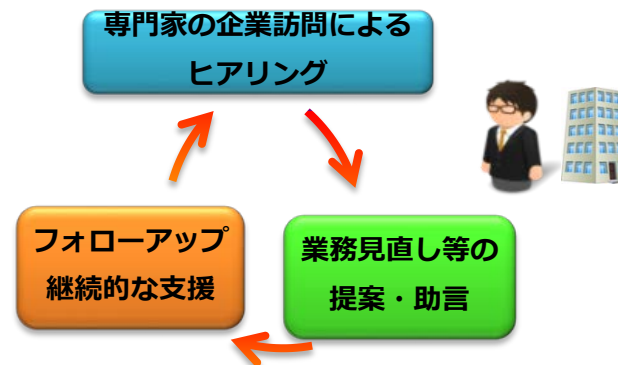 専門家の企業訪問による
ヒアリング
フォローアップ
継続的な支援
業務見直し等の
提案・助言